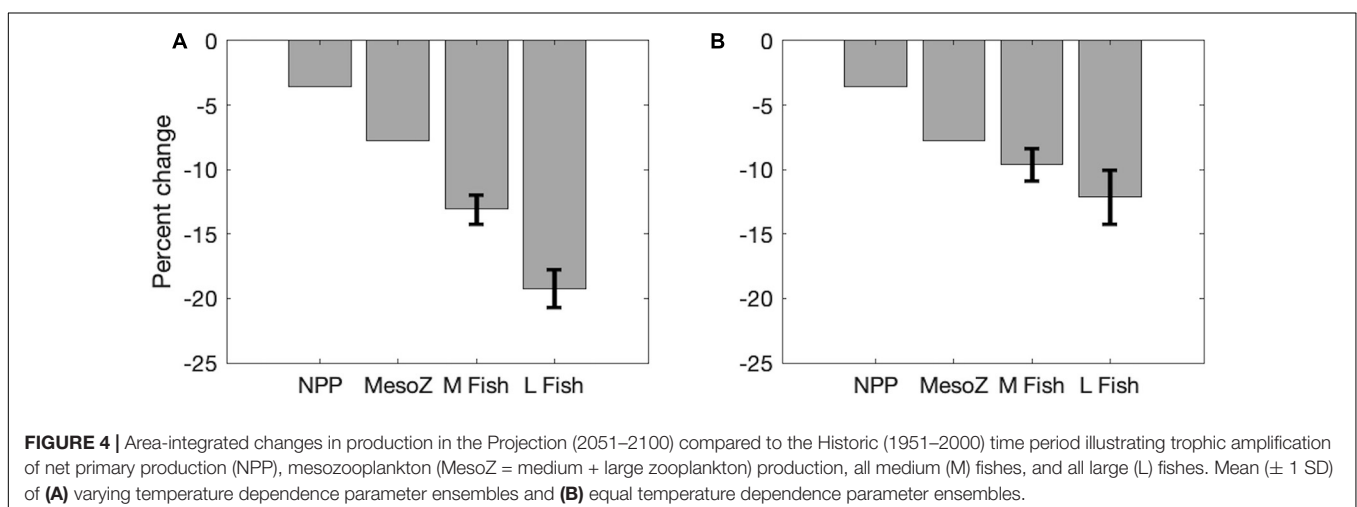 A
B
0
-5
-10
-15
-20
-25
Percent change
NPP MesoZ M Fish L Fish
0
-5
-10
-15
-20
-25
NPP MesoZ M Fish L Fish
FIGURE 4 | Area-integrated changes in production in the Projection (2051–2100) compared to the Historic (1951–2000) time period illustrating trophic amplification
of net primary production (NPP), mesozooplankton (MesoZ = medium + large zooplankton) production, all medium (M) fishes, and all large (L) fishes. Mean (± 1 SD)
of (A) varying temperature dependence parameter ensembles and (B) equal temperature dependence parameter ensembles.